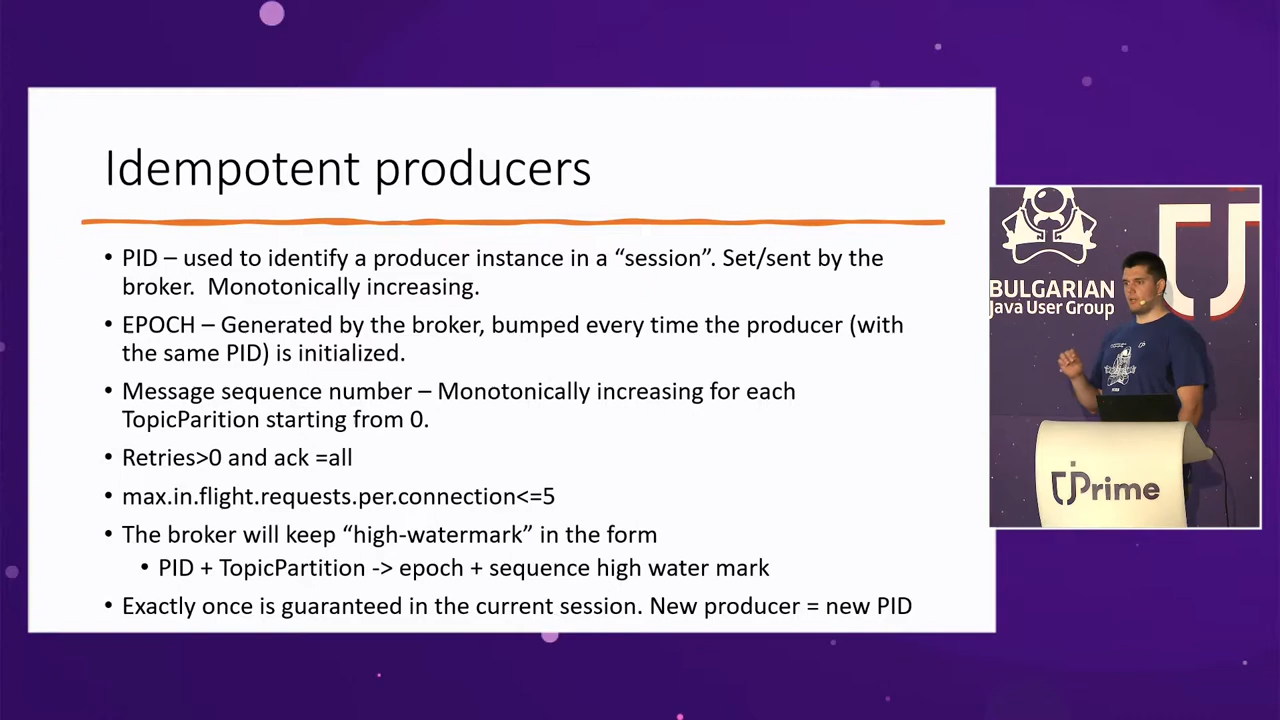 Idempotent producers
• PID – used to identify a producer instance in a “session”. Set/sent by the
broker.  Monotonically increasing.
• EPOCH – Generated by the broker, bumped every time the producer (with
the same PID) is initialized.
• Message sequence number – Monotonically increasing for each
TopicParition starting from 0.
• Retries>0 and ack =all
• max.in.flight.requests.per.connection<=5
• The broker will keep “high-watermark” in the form
• PID + TopicPartition -> epoch + sequence high water mark
• Exactly once is guaranteed in the current session. New producer = new PID
BULGARIAN
Java User Group
jPrime